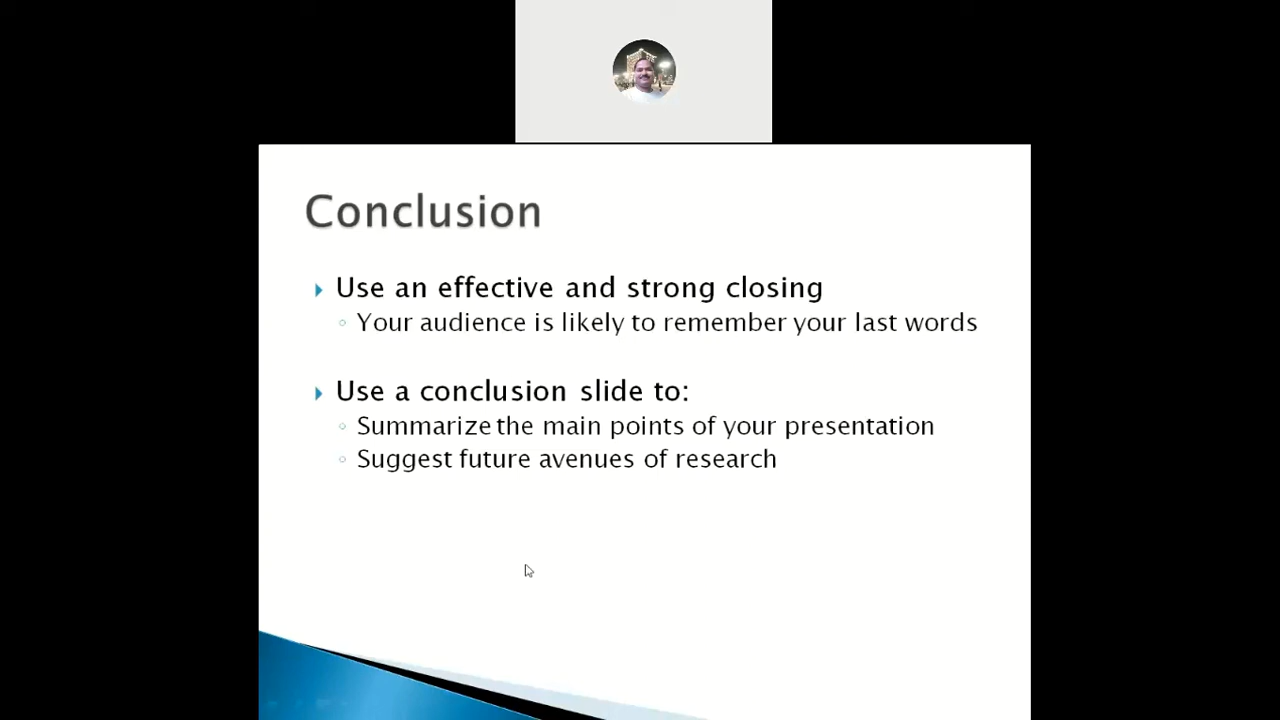 Conclusion
Use an effective and strong closing
Your audience is likely to remember your last words
Use a conclusion slide to:
Summarize the main points of your presentation
Suggest future avenues of research